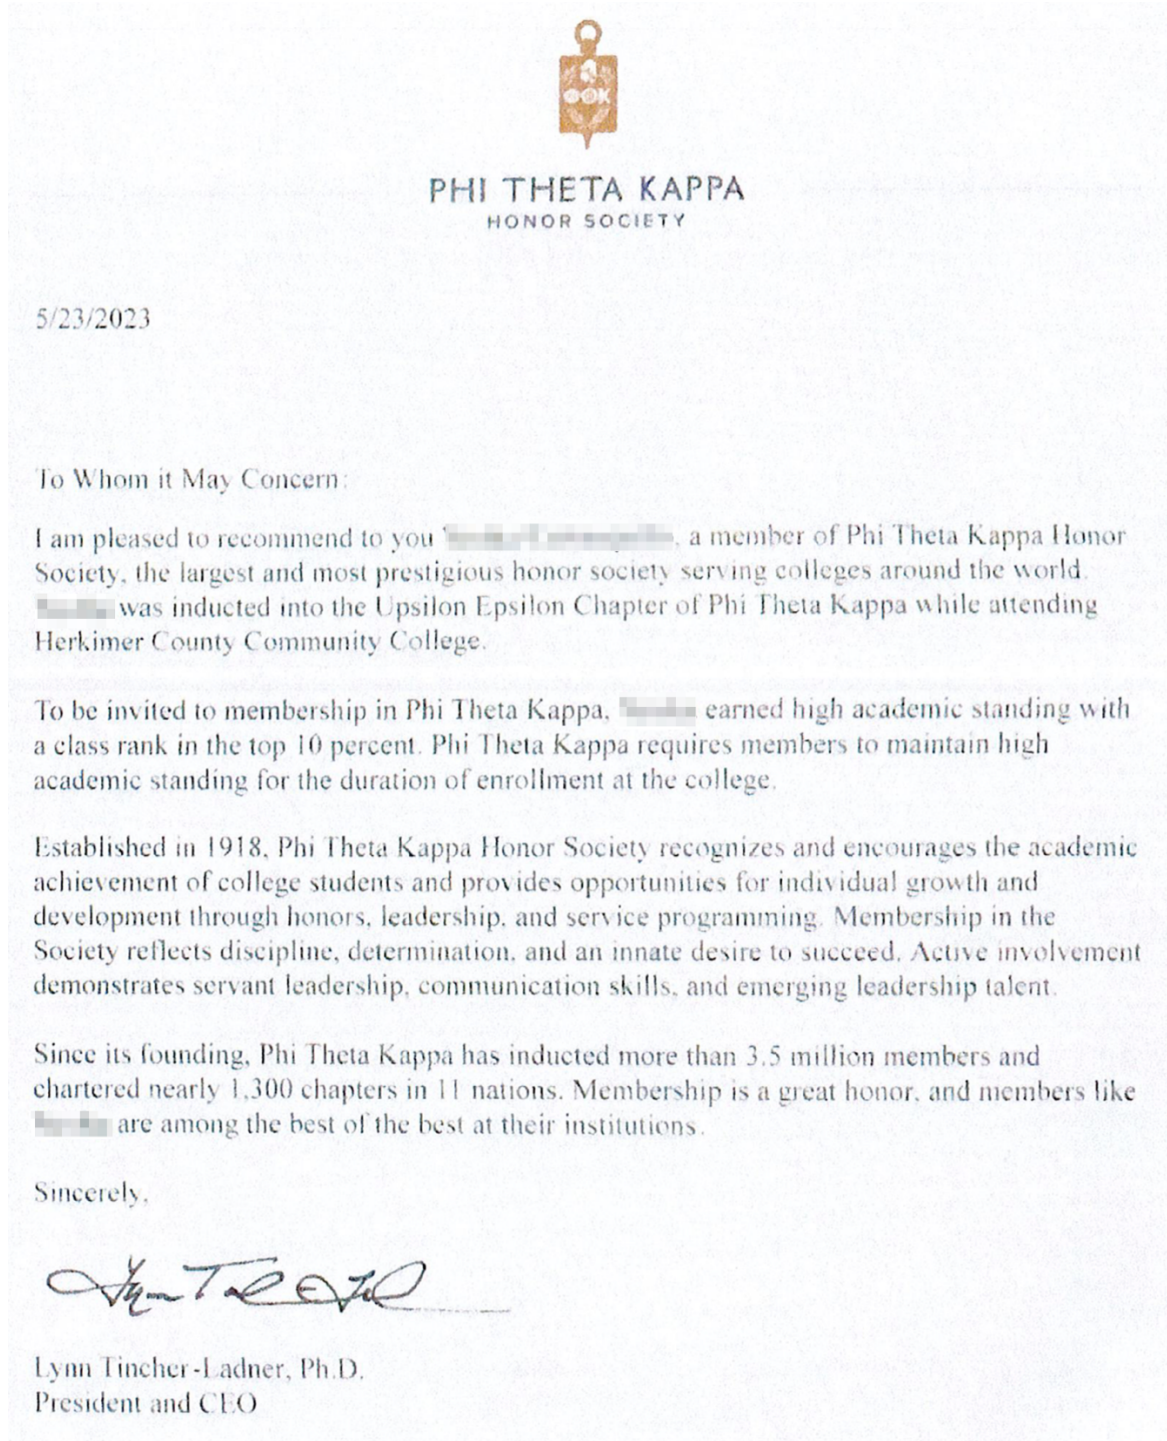 ΦΘΚ
PHI THETA KAPPA
HONOR SOCIETY
5/23/2023
To Whom it May Concern:
I am pleased to recommend to you , a member of Phi Theta Kappa Honor
Society, the largest and most prestigious honor society serving colleges around the world.
was inducted into the Upsilon Epsilon Chapter of Phi Theta Kappa while attending
Herkimer County Community College.
To be invited to membership in Phi Theta Kappa, earned high academic standing with
a class rank in the top 10 percent. Phi Theta Kappa requires members to maintain high
academic standing for the duration of enrollment at the college.
Established in 1918, Phi Theta Kappa Honor Society recognizes and encourages the academic
achievement of college students and provides opportunities for individual growth and
development through honors, leadership, and service programming. Membership in the
Society reflects discipline, determination, and an innate desire to succeed. Active involvement
demonstrates servant leadership, communication skills, and emerging leadership talent.
Since its founding, Phi Theta Kappa has inducted more than 3.5 million members and
chartered nearly 1,300 chapters in 11 nations. Membership is a great honor, and members like
are among the best of the best at their institutions.
Sincerely,
Lynn Tincher-Ladner, Ph.D.
President and CEO